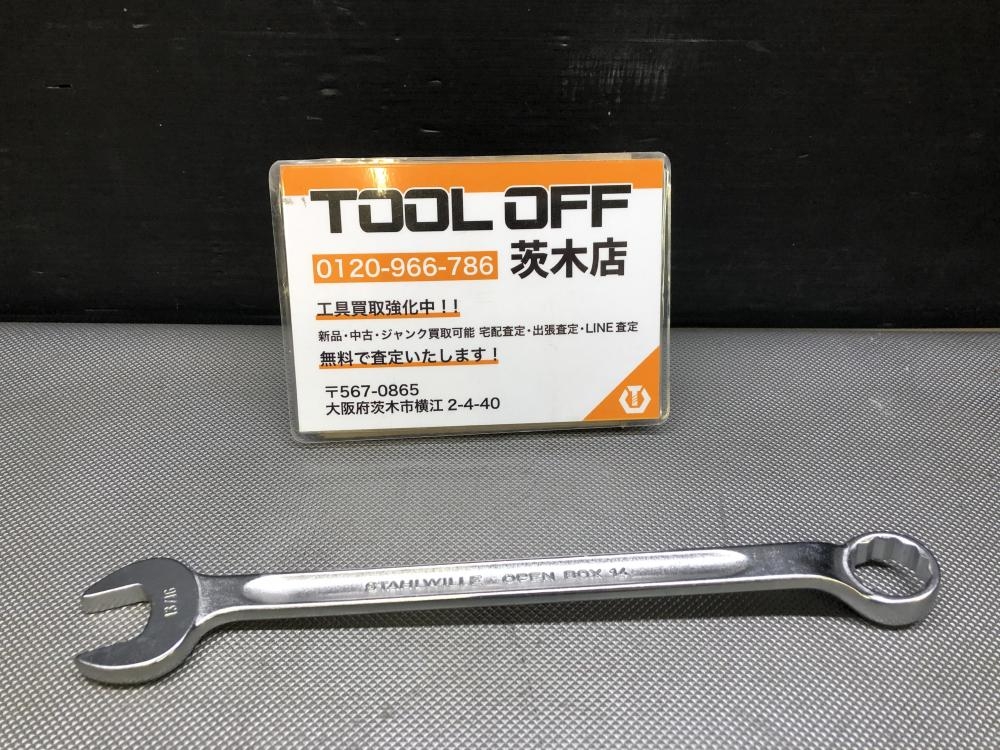 TOOL OFF
0120-966-786 茨木店
工具買取強化中！！
新品・中古・ジャンク買取可能 宅配査定・出張査定・LINE査定
無料で査定いたします！
〒567-0865
大阪府茨木市横江 2-4-40
STAHLWILLE OPEN BOX 14
13/16